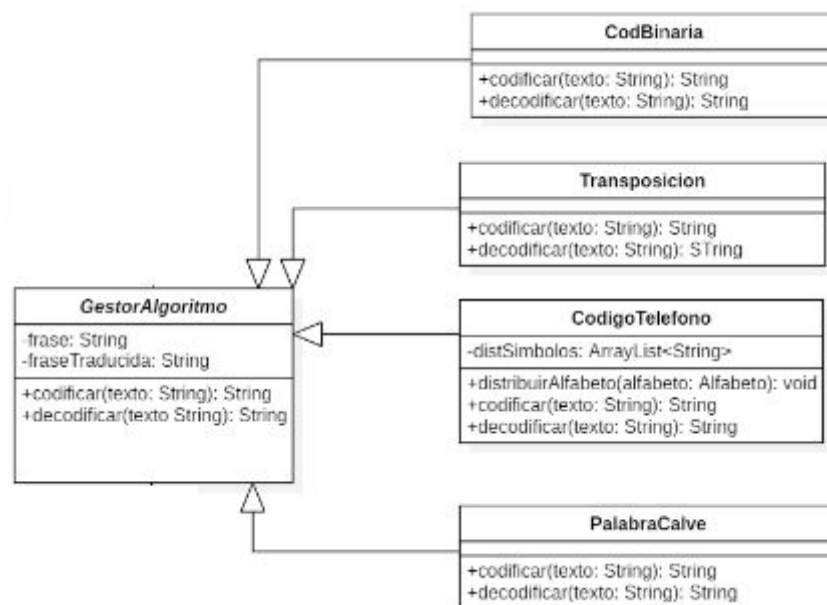 CodBinaria
+codificar(texto: String): String
+decodificar(texto: String): String
Transposicion
+codificar(texto: String): String
+decodificar(texto: String): STring
GestorAlgoritmo
-frase: String
-fraseTraducida: String
+codificar(texto: String): String
+decodificar(texto String): String
CodigoTelefono
-distSimbolos: ArrayList<String>
+distribuirAlfabeto(alfabeto: Alfabeto): void
+codificar(texto: String): String
+decodificar(texto: String): String
PalabraCalve
+codificar(texto: String): String
+decodificar(texto: String): String